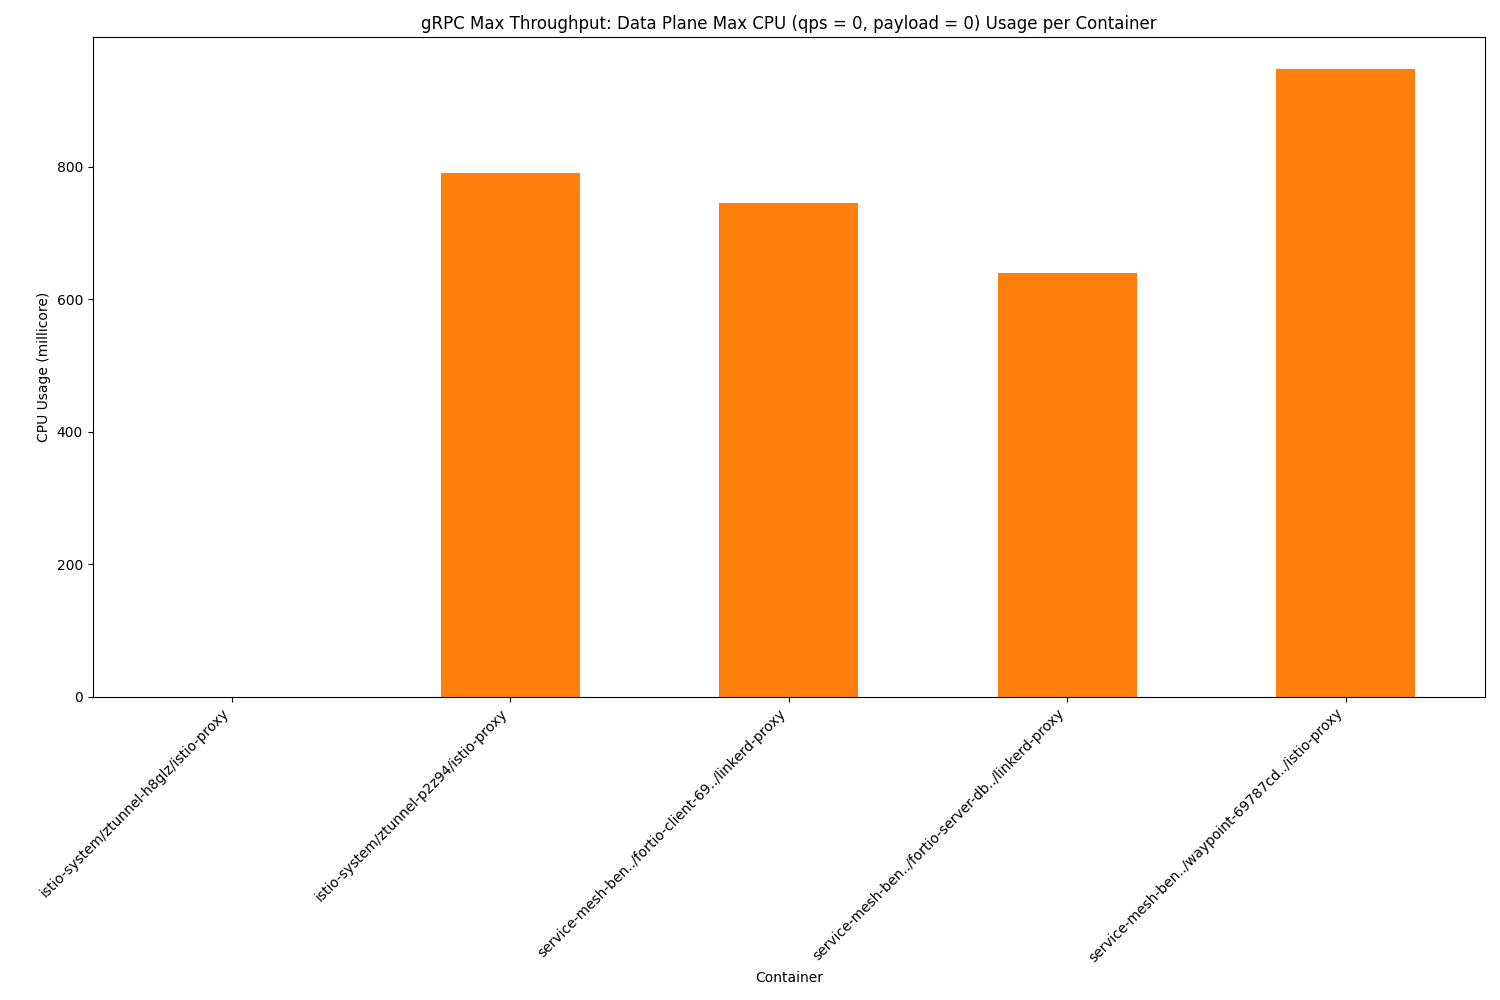 gRPC Max Throughput: Data Plane Max CPU (qps = 0, payload = 0) Usage per Container
CPU Usage (millicore)
800
600
400
200
0
istio-system/ztunnel-h8glz/istio-proxy
istio-system/ztunnel-p2z94/istio-proxy
service-mesh-ben../fortio-client-69../linkerd-proxy
service-mesh-ben../fortio-server-db../linkerd-proxy
service-mesh-ben../waypoint-69787cd../istio-proxy
Container